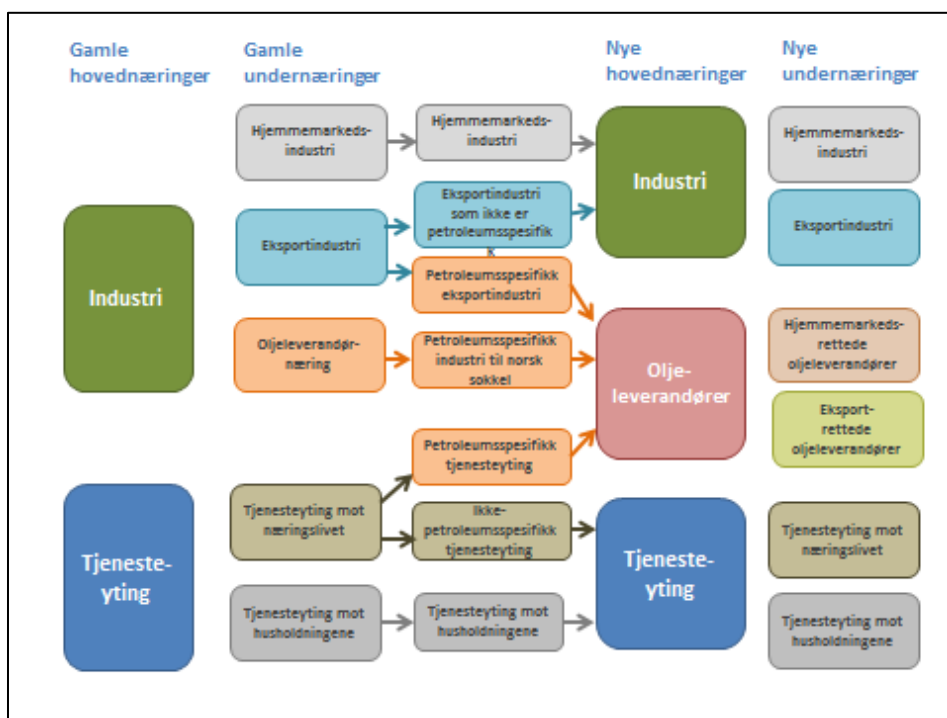 Gamle
hovednæringer
Gamle
undernæringer
Nye
hovednæringer
Nye
undernæringer
Industri
Tjeneste-
yting
Hjemmemarkeds-
industri
Eksportindustri
Oljeleverandør-
næring
Tjenesteyting mot
næringslivet
Tjenesteyting mot
husholdningene
Hjemmemarkeds-
industri
Eksportindustri
som ikke er
petroleumsspesifik
k
Petroleumsspesifikk
eksportindustri
Petroleumsspesifikk
industri til norsk
sokkel
Petroleumsspesifikk
tjenesteyting
Ikke-
petroleumsspesifikk
tjenesteyting
Tjenesteyting mot
husholdningene
Industri
Olje-
leverandører
Tjeneste-
yting
Hjemmemarkeds-
industri
Eksportindustri
Hjemmemarkeds-
rettede
oljeleverandører
Eksport-
rettede
oljeleverandører
Tjenesteyting mot
næringslivet
Tjenesteyting mot
husholdningene